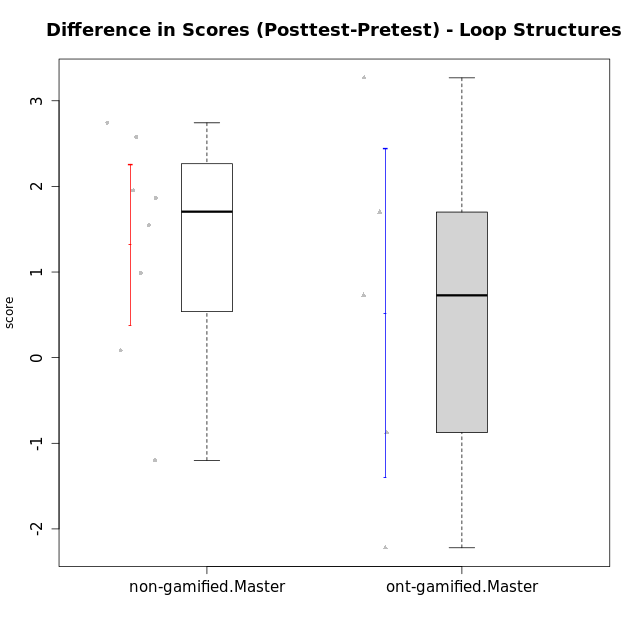 Difference in Scores (Posttest-Pretest) - Loop Structures
3
2
1
0
-1
-2
score
non-gamified.Master
ont-gamified.Master